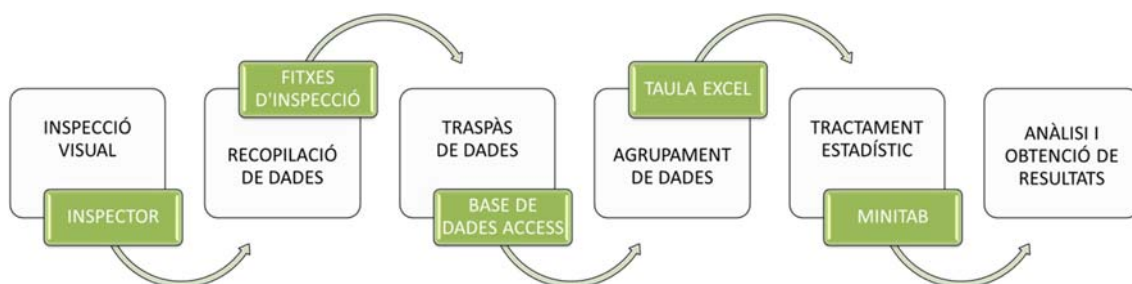 INSPECCIÓ
VISUAL
INSPECTOR
FITXES
D'INSPECCIÓ
RECOPILACIÓ
DE DADES
TRASPÀS
DE DADES
BASE DE
DADES ACCESS
TAULA EXCEL
AGRUPAMENT
DE DADES
TRACTAMENT
ESTADÍSTIC
MINITAB
ANÀLISI I
OBTENCIÓ DE
RESULTATS